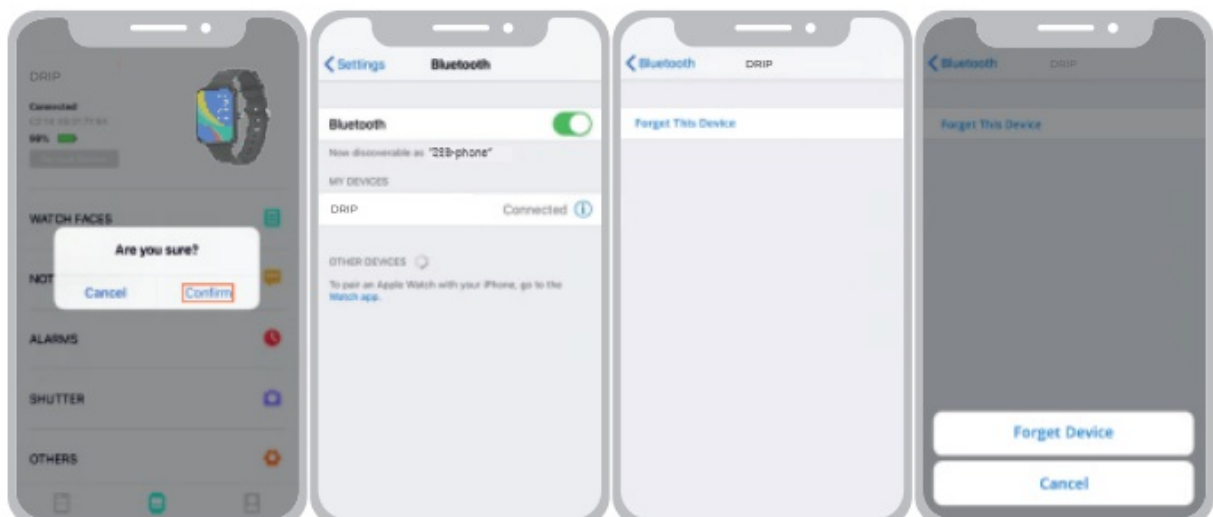 DRIP
Connected
98%
WATCH FACES
NOT
Are you sure?
Cancel
Confirm
ALARMS
SHUTTER
OTHERS
Settings
Bluetooth
Bluetooth
Now discoverable as
MY DEVICES
DRIP
Connected
OTHER DEVICES
To pair an Apple Watch with your iPhone, go to the
Watch app.
Bluetooth
DRIP
Forget This Device
Bluetooth
DRIP
Forget This Device
Forget Device
Cancel